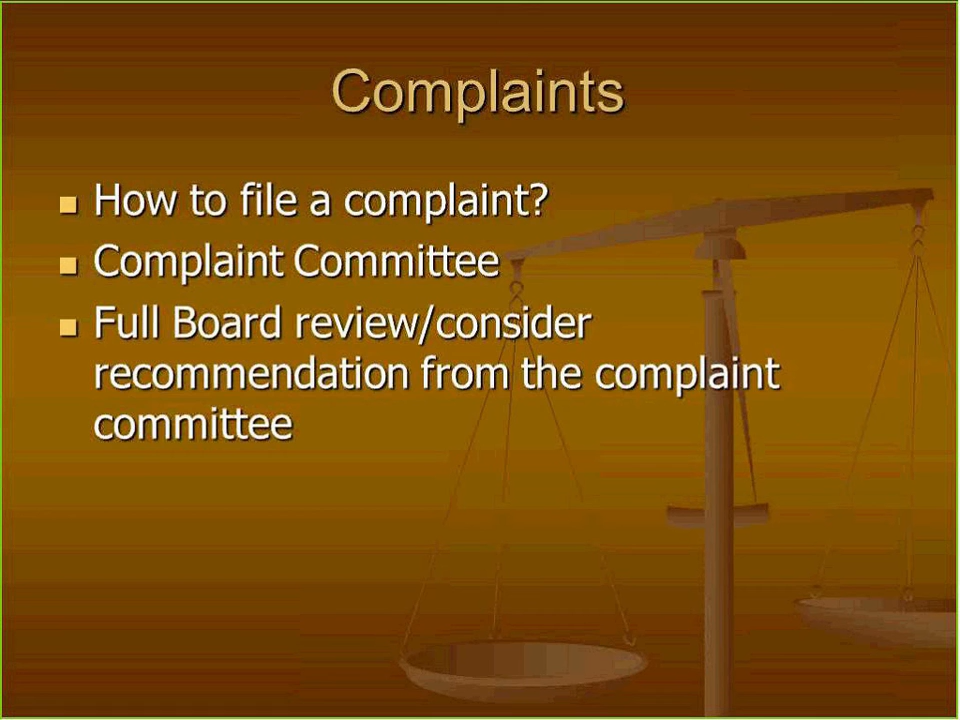 Complaints
How to file a complaint?
Complaint Committee
Full Board review/consider
recommendation from the complaint
committee